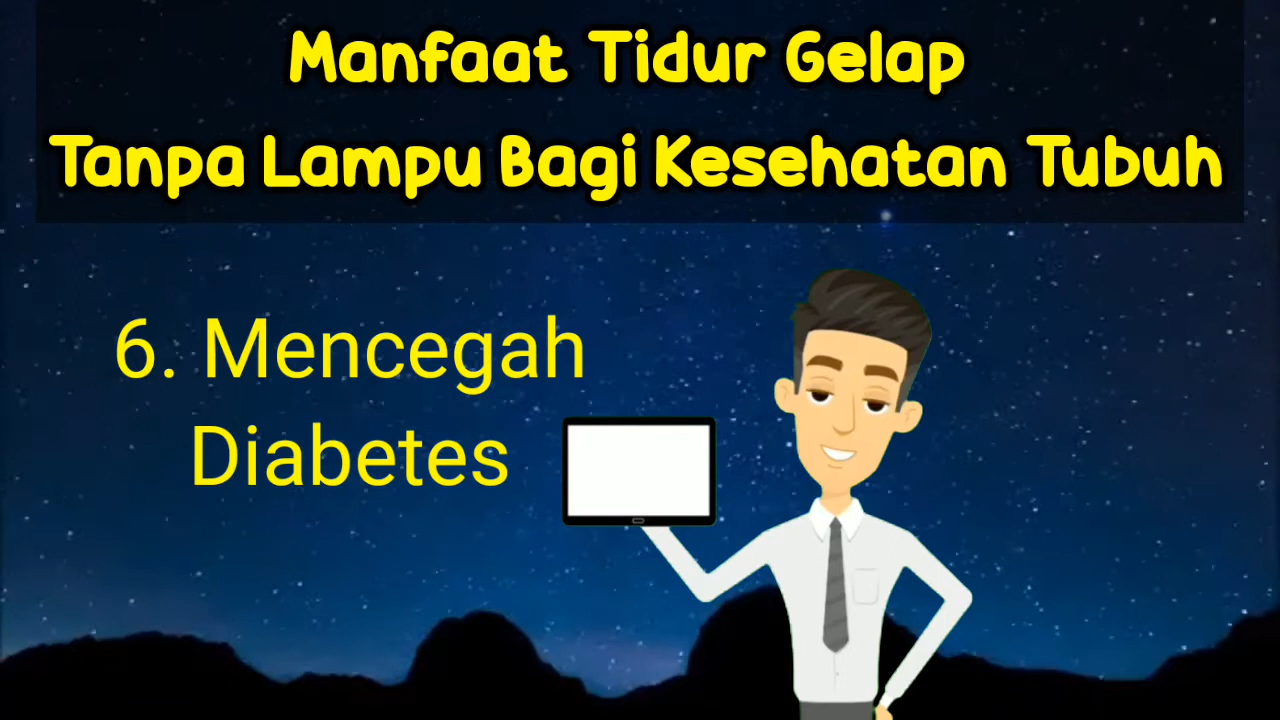 Manfaat Tidur Gelap
Tanpa Lampu Bagi Kesehatan Tubuh
6. Mencegah
Diabetes